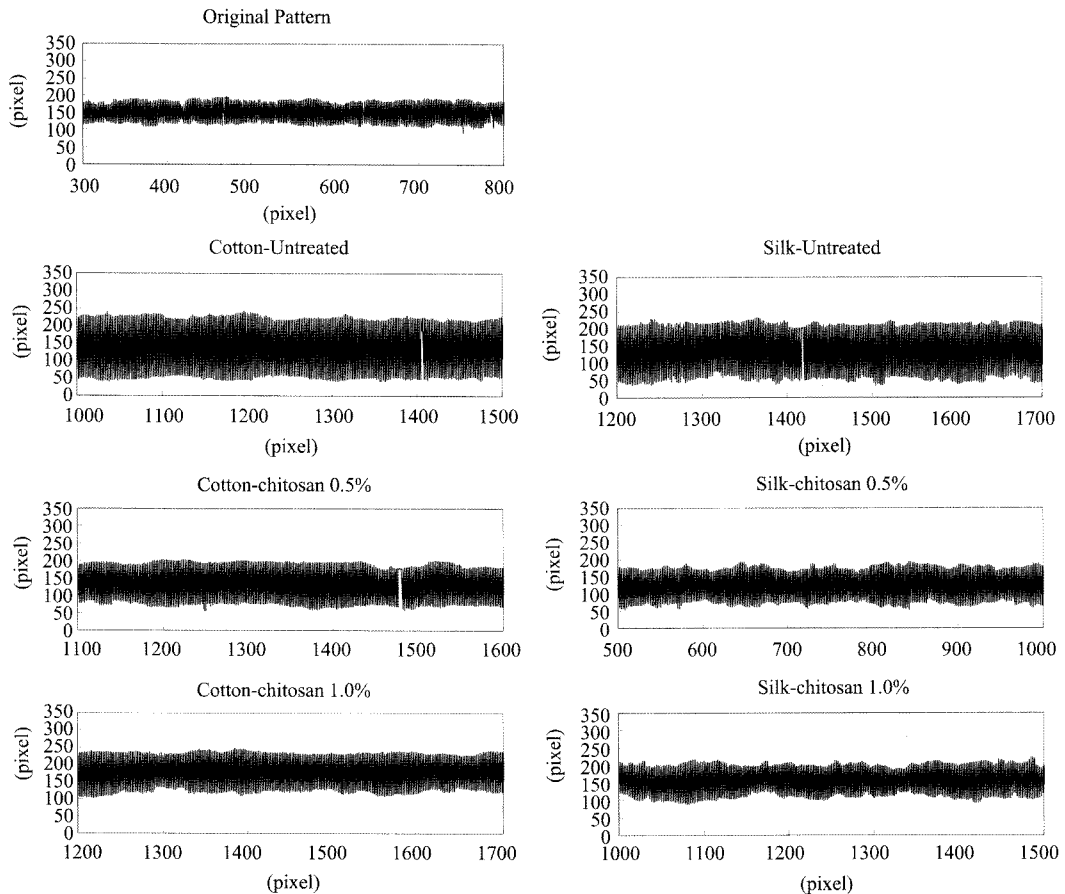 Original Pattern
350
300
250
200
150
100
50
0
(pixel)
300 400 500 600 700 800
(pixel)
Cotton-Untreated
350
300
250
200
150
100
50
0
(pixel)
1000 1100 1200 1300 1400 1500
(pixel)
Silk-Untreated
350
300
250
200
150
100
50
0
(pixel)
1200 1300 1420 1500 1600 1700
(pixel)
Cotton-chitosan 0.5%
350
300
250
200
150
100
50
0
(pixel)
1100 1200 1300 1400 1500 1600
Silk-chitosan 0.5%
350
300
250
200
150
100
50
0
(pixel)
500 600 700 800 900 1000
Cotton-chitosan 1.0%
350
300
250
200
150
100
50
0
(pixel)
1200 1300 1400 1500 1600 1700
(pixel)
Silk-chitosan 1.0%
350
300
250
200
150
100
50
0
(pixel)
1000 1100 1200 1300 1400 1500
(pixel)